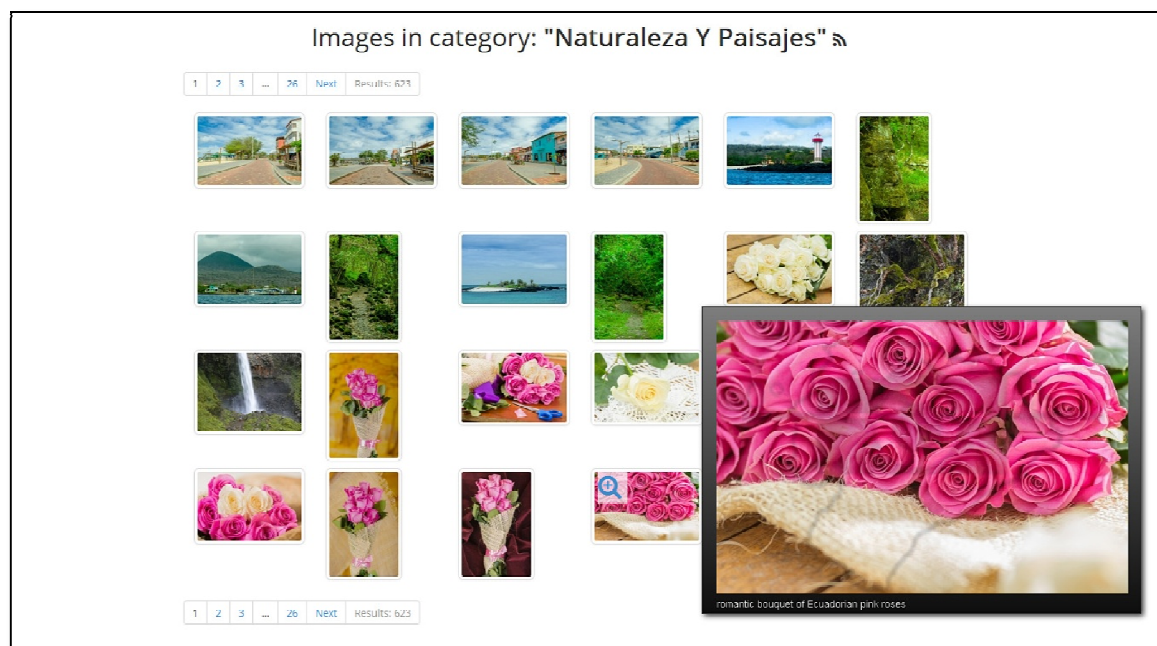 Images in category: "Naturaleza Y Paisajes"
1 2 3 ... 26 Next Results: 623
romantic bouquet of Ecuadorian pink roses
1 2 3 ... 26 Next Results: 623